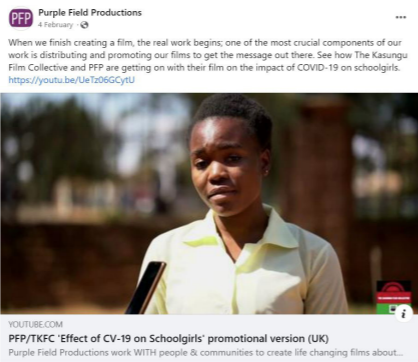 PFP
Purple Field Productions
4 February ·
When we finish creating a film, the real work begins; one of the most crucial components of our
work is distributing and promoting our films to get the message out there. See how The Kasungu
Film Collective and PFP are getting on with their film on the impact of COVID-19 on schoolgirls.
https://youtu.be/UeTz06GCytU
YOUTUBE.COM
PFP/TKFC 'Effect of CV-19 on Schoolgirls' promotional version (UK)
Purple Field Productions work WITH people & communities to create life changing films about...